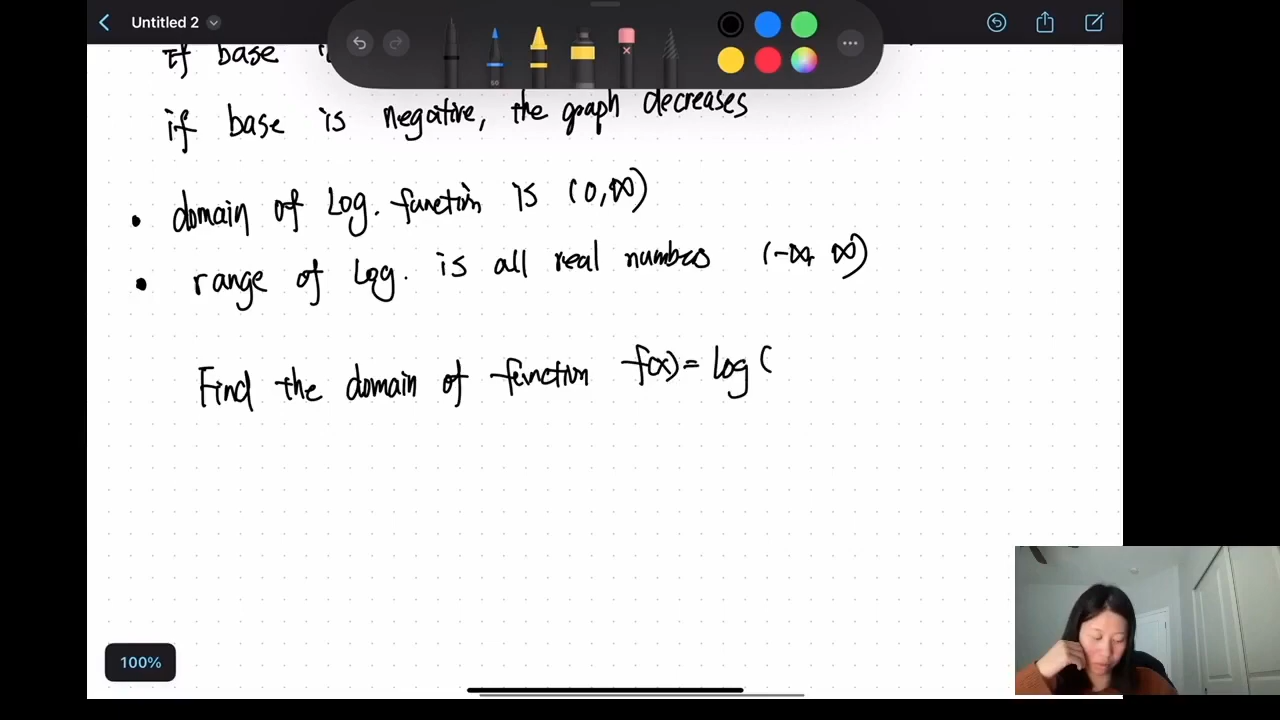 Untitled 2
if base
if base is negative, the graph decreases
• domain of Log. function is (0,∞)
• range of Log. is all real numbers (-∞, ∞)
Find the domain of function f(x)= log (
100%